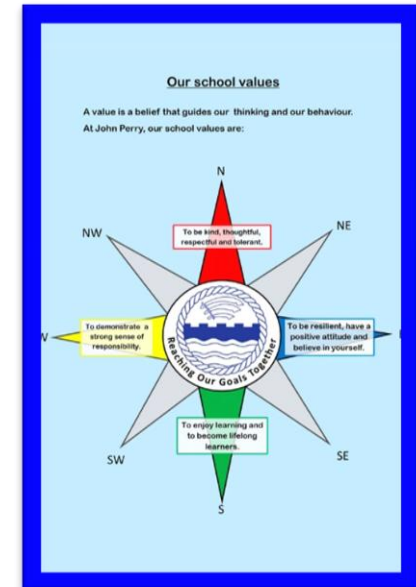 Our school values
A value is a belief that guides our thinking and our behaviour.
At John Perry, our school values are:
N
NW
NE
To be kind, thoughtful,
respectful and tolerant.
To demonstrate a
strong sense of
responsibility.
To be resilient, have a
positive attitude and
believe in yourself.
Reaching Our Goals Together
To enjoy learning and
to become lifelong
learners.
SW
SE
S